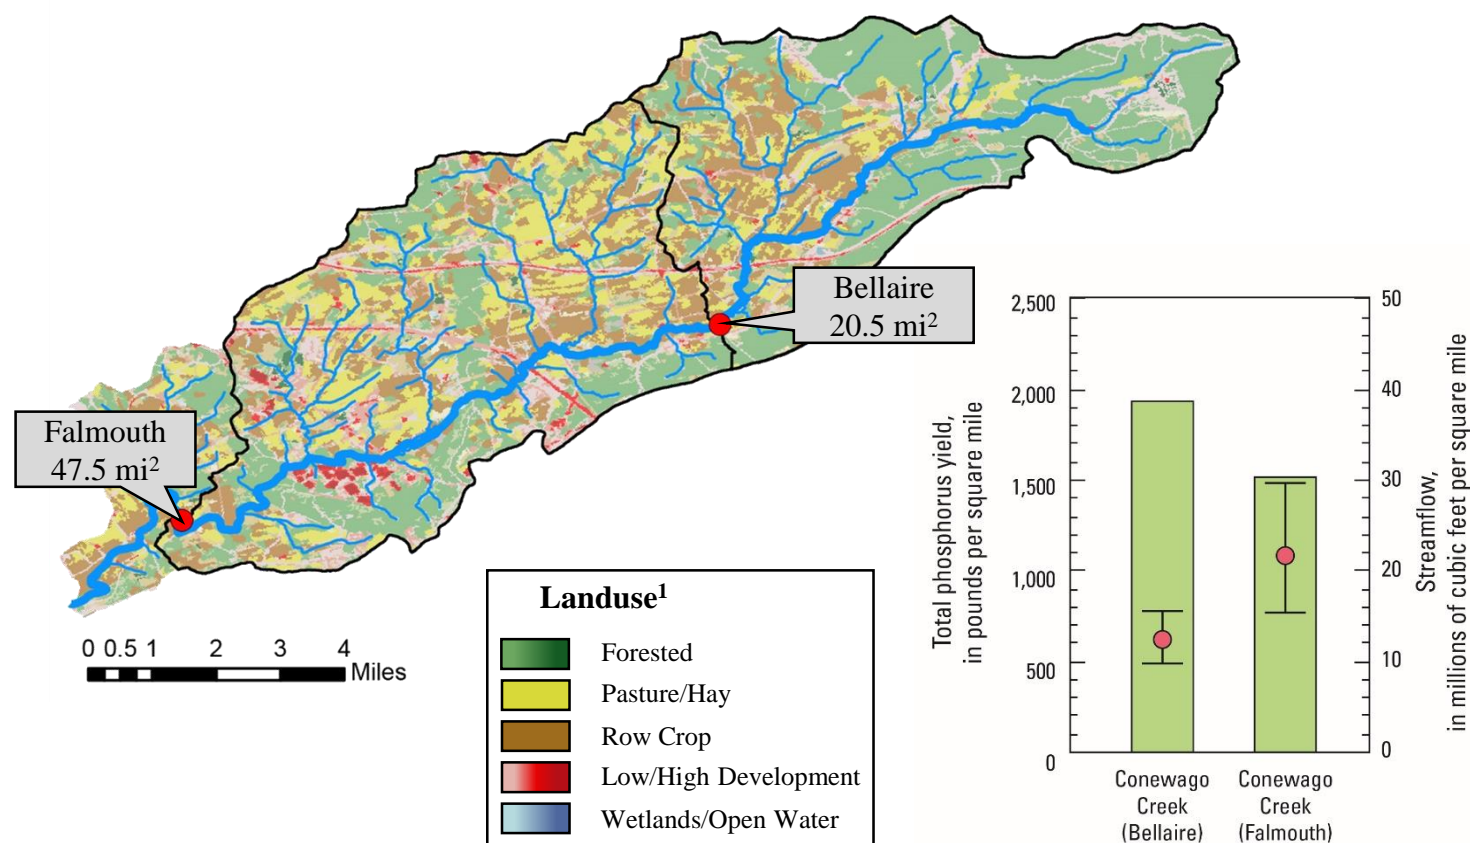 Bellaire
20.5 mi²
Falmouth
47.5 mi²
0 0.5 1 2 3 4
Miles
Landuse¹
Forested
Pasture/Hay
Row Crop
Low/High Development
Wetlands/Open Water
Total phosphorus yield,
in pounds per square mile
2,500
2,000
1,500
1,000
500
0
50
40
30
20
10
0
Streamflow,
in millions of cubic feet per square mile
Conewago
Creek
(Bellaire)
Conewago
Creek
(Falmouth)